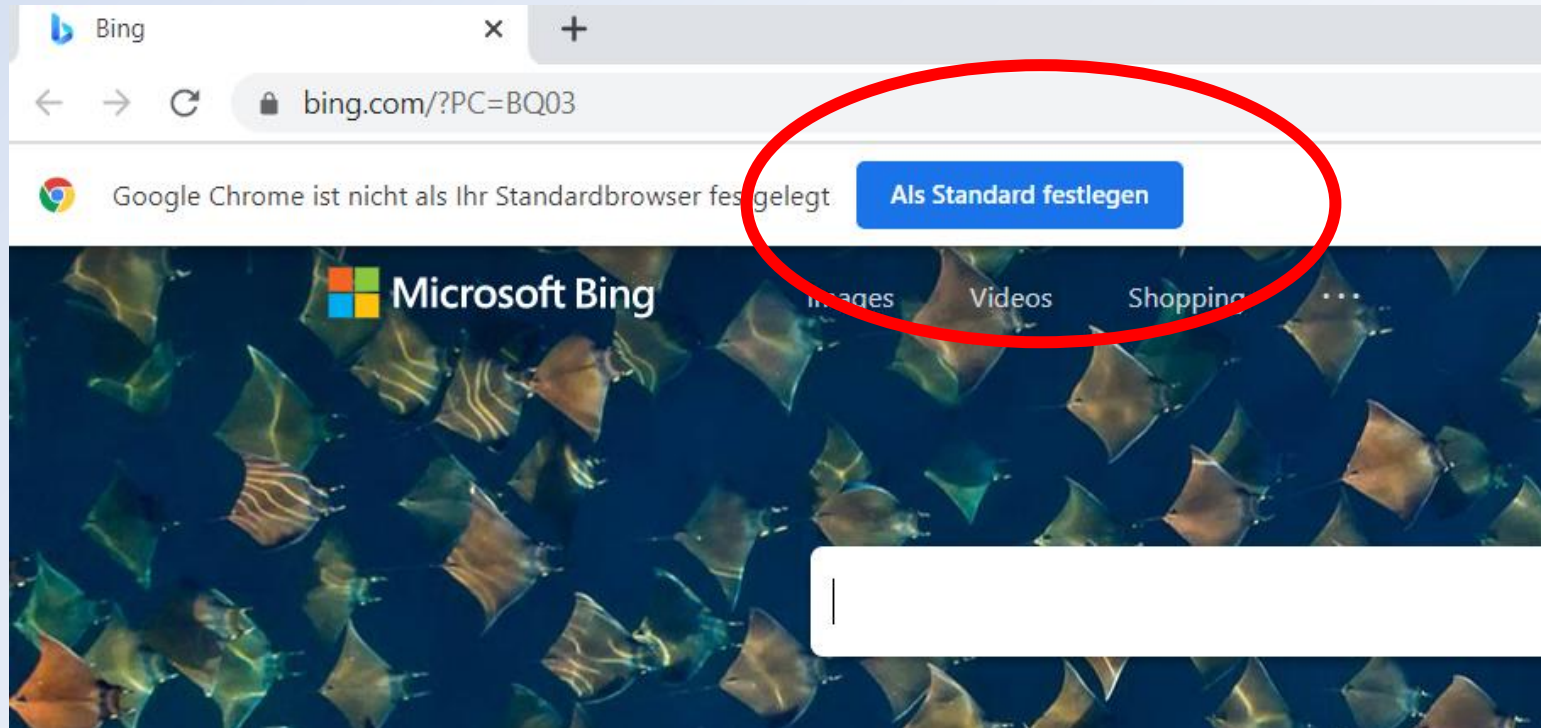 Bing
bing.com/?PC=BQ03
Google Chrome ist nicht als Ihr Standardbrowser festgelegt
Als Standard festlegen
Microsoft Bing
Images Videos Shopping ...